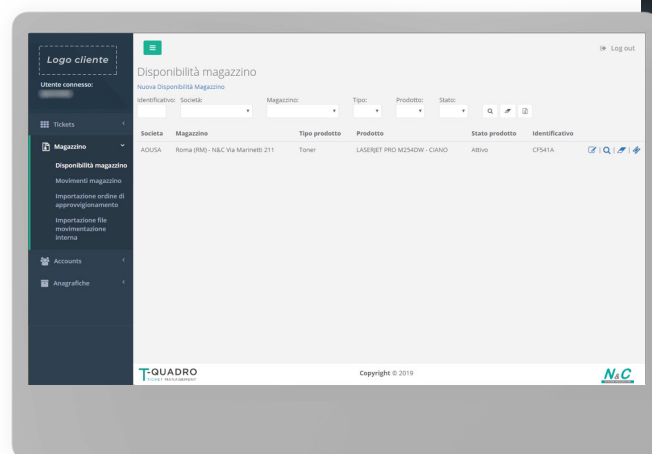 Logo cliente
Log out
Utente connesso:
Disponibilità magazzino
Nuova Disponibilità Magazzino
Identificativo: Società: Magazzino: Tipo: Prodotto: Stato:
Tickets
Magazzino
Disponibilità magazzino
Movimenti magazzino
Importazione ordine di
approvvigionamento
Importazione file
movimentazione
interna
Accounts
Anagrafiche
Societa Magazzino Tipo prodotto Prodotto Stato prodotto Identificativo
AOUSA Roma (RM) - N&C Via Marinetti 211 Toner LASERJET PRO M254DW - CIANO Attivo CF541A
T-QUADRO
TICKET MANAGEMENT
Copyright © 2019
N&C